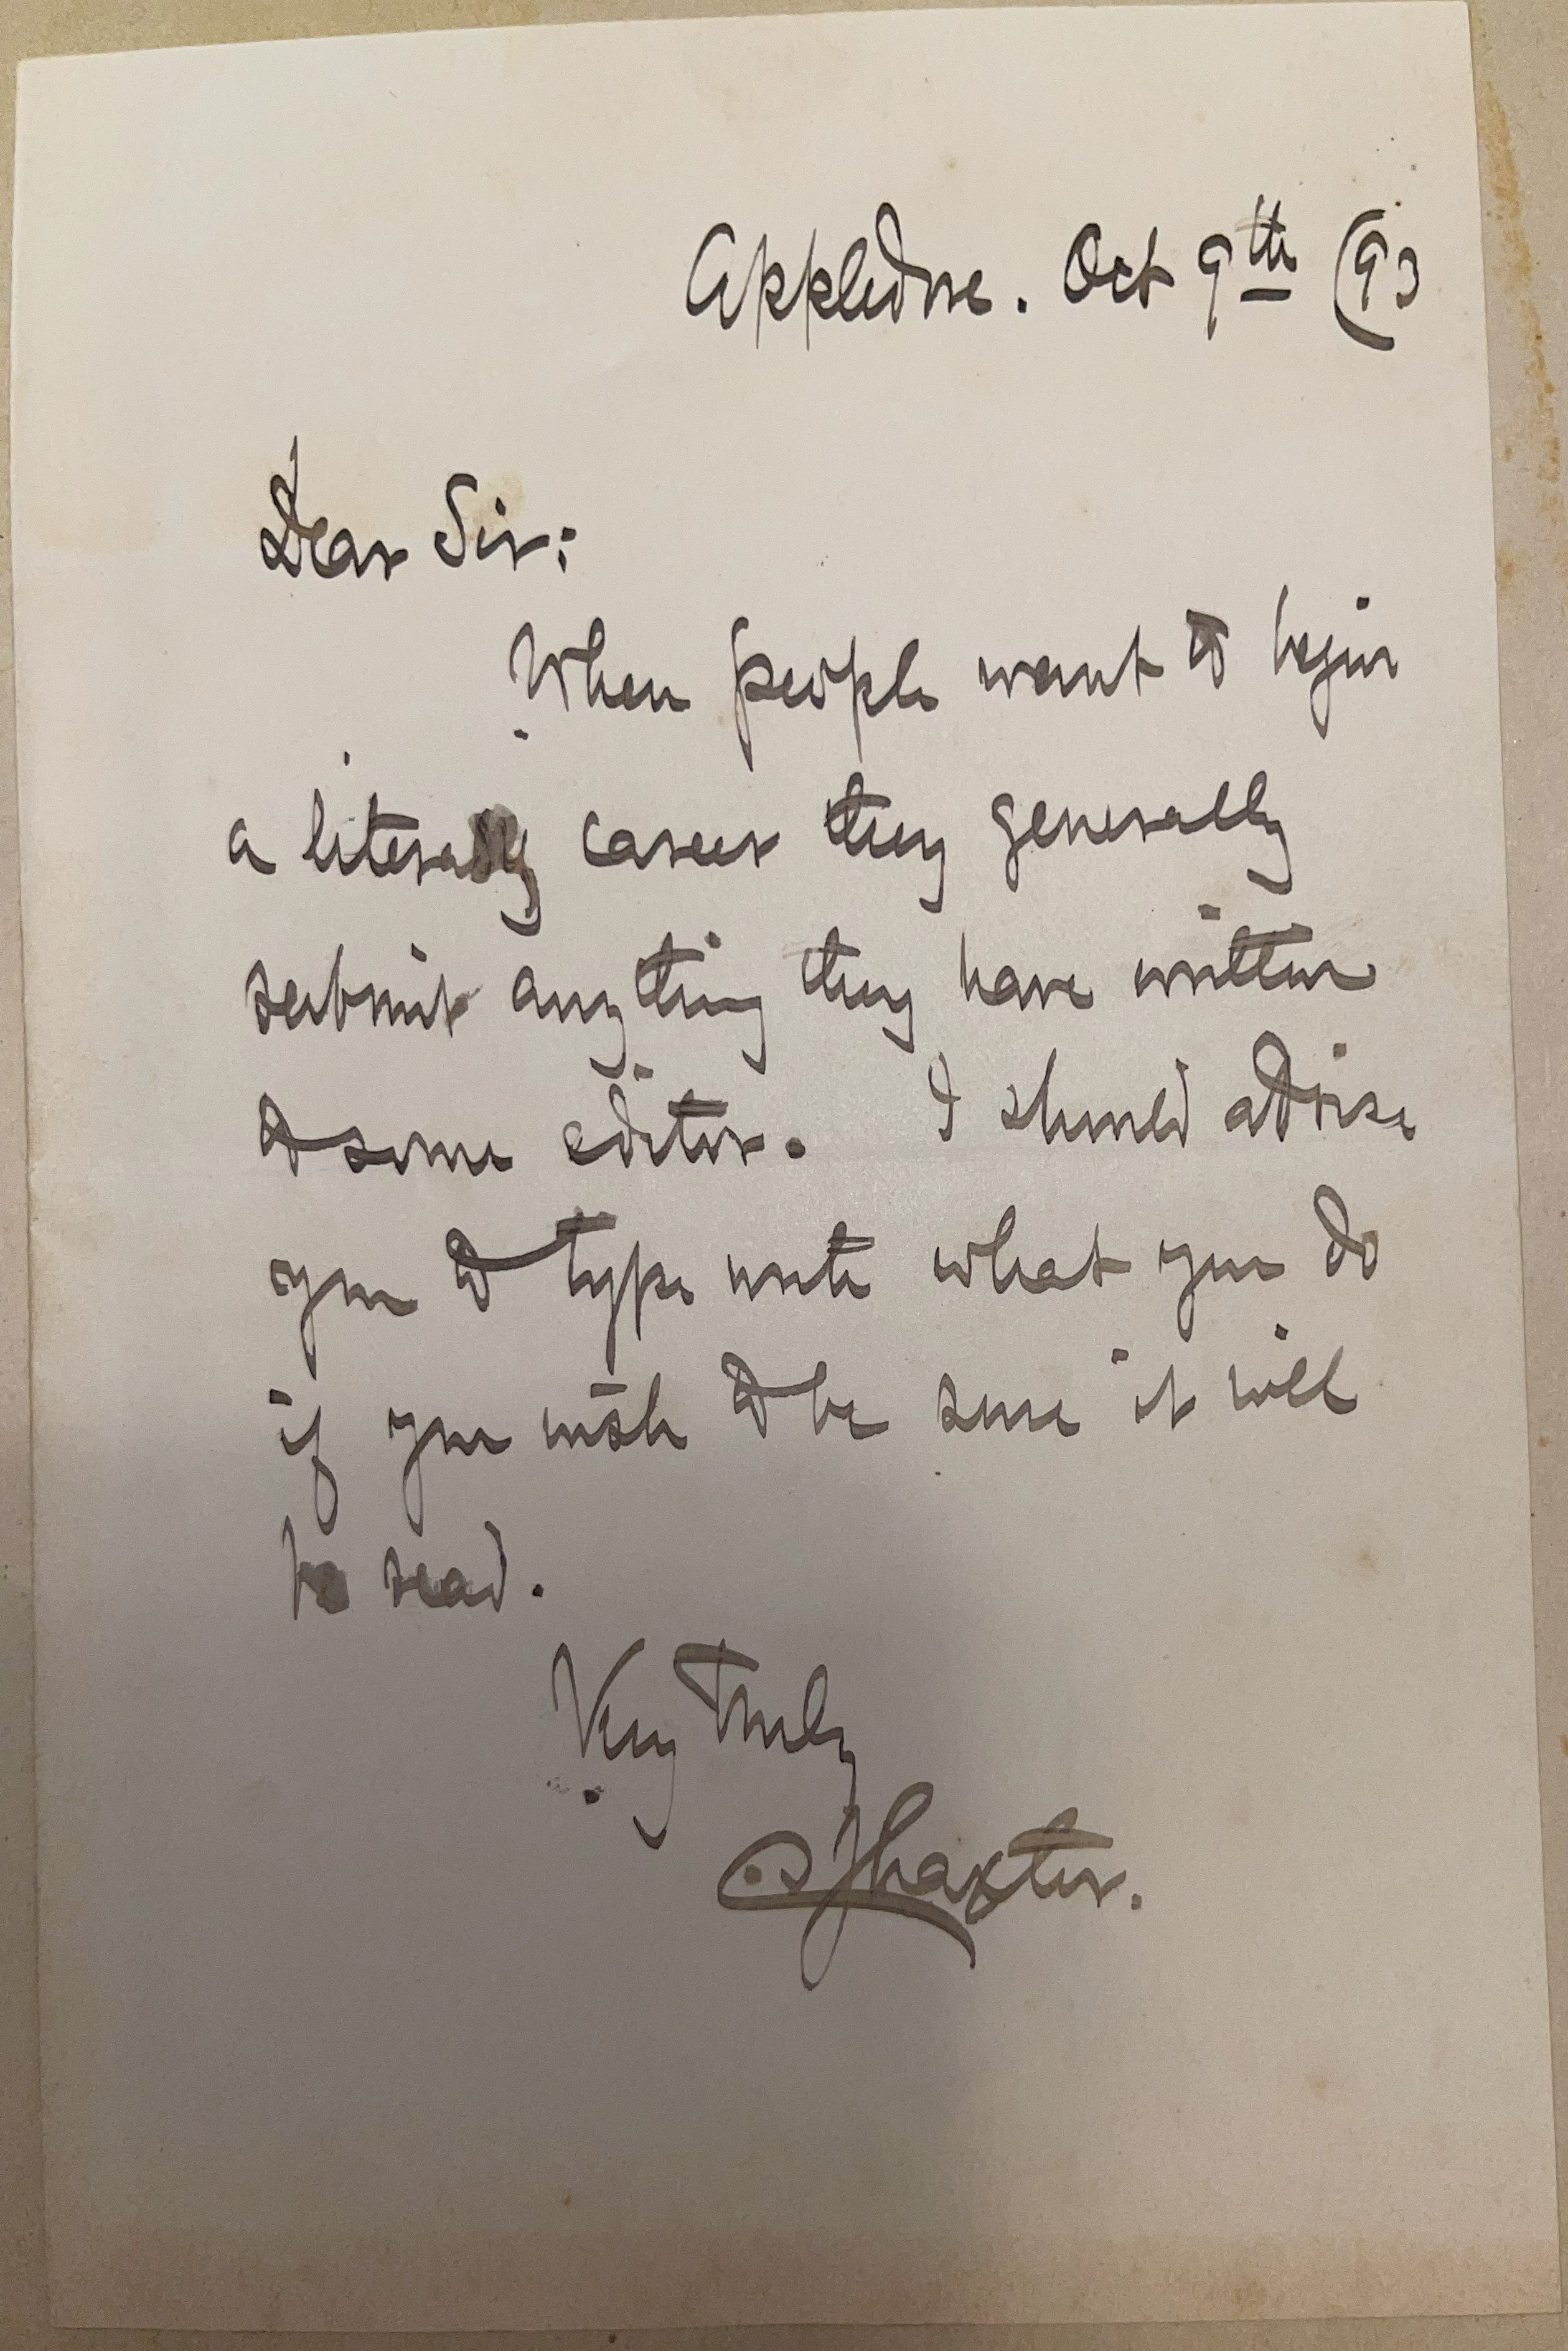 Appledore. Oct 9th (93
Dear Sir:
When people want to begin
a literary career they generally
submit anything they have written
to some editor. I should advise
you to type write what you do
if you wish to be sure it will
be read.
Very truly
C Thaxter.